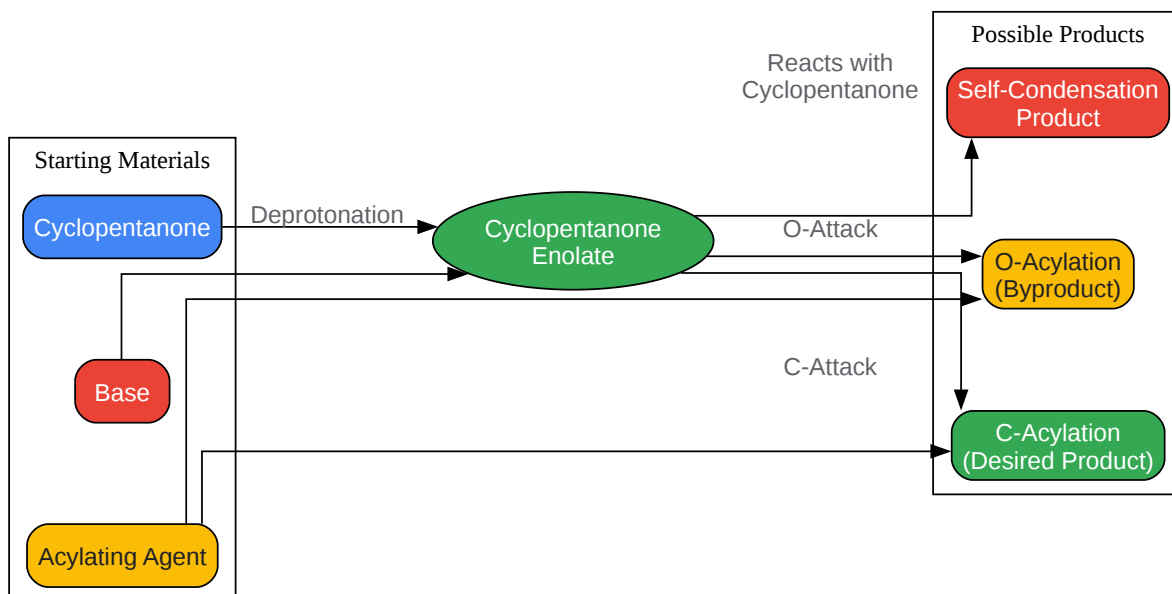 Starting Materials
Cyclopentanone
Base
Acylating Agent
Deprotonation
Cyclopentanone
Enolate
Reacts with
Cyclopentanone
O-Attack
C-Attack
Possible Products
Self-Condensation
Product
O-Acylation
(Byproduct)
C-Acylation
(Desired Product)